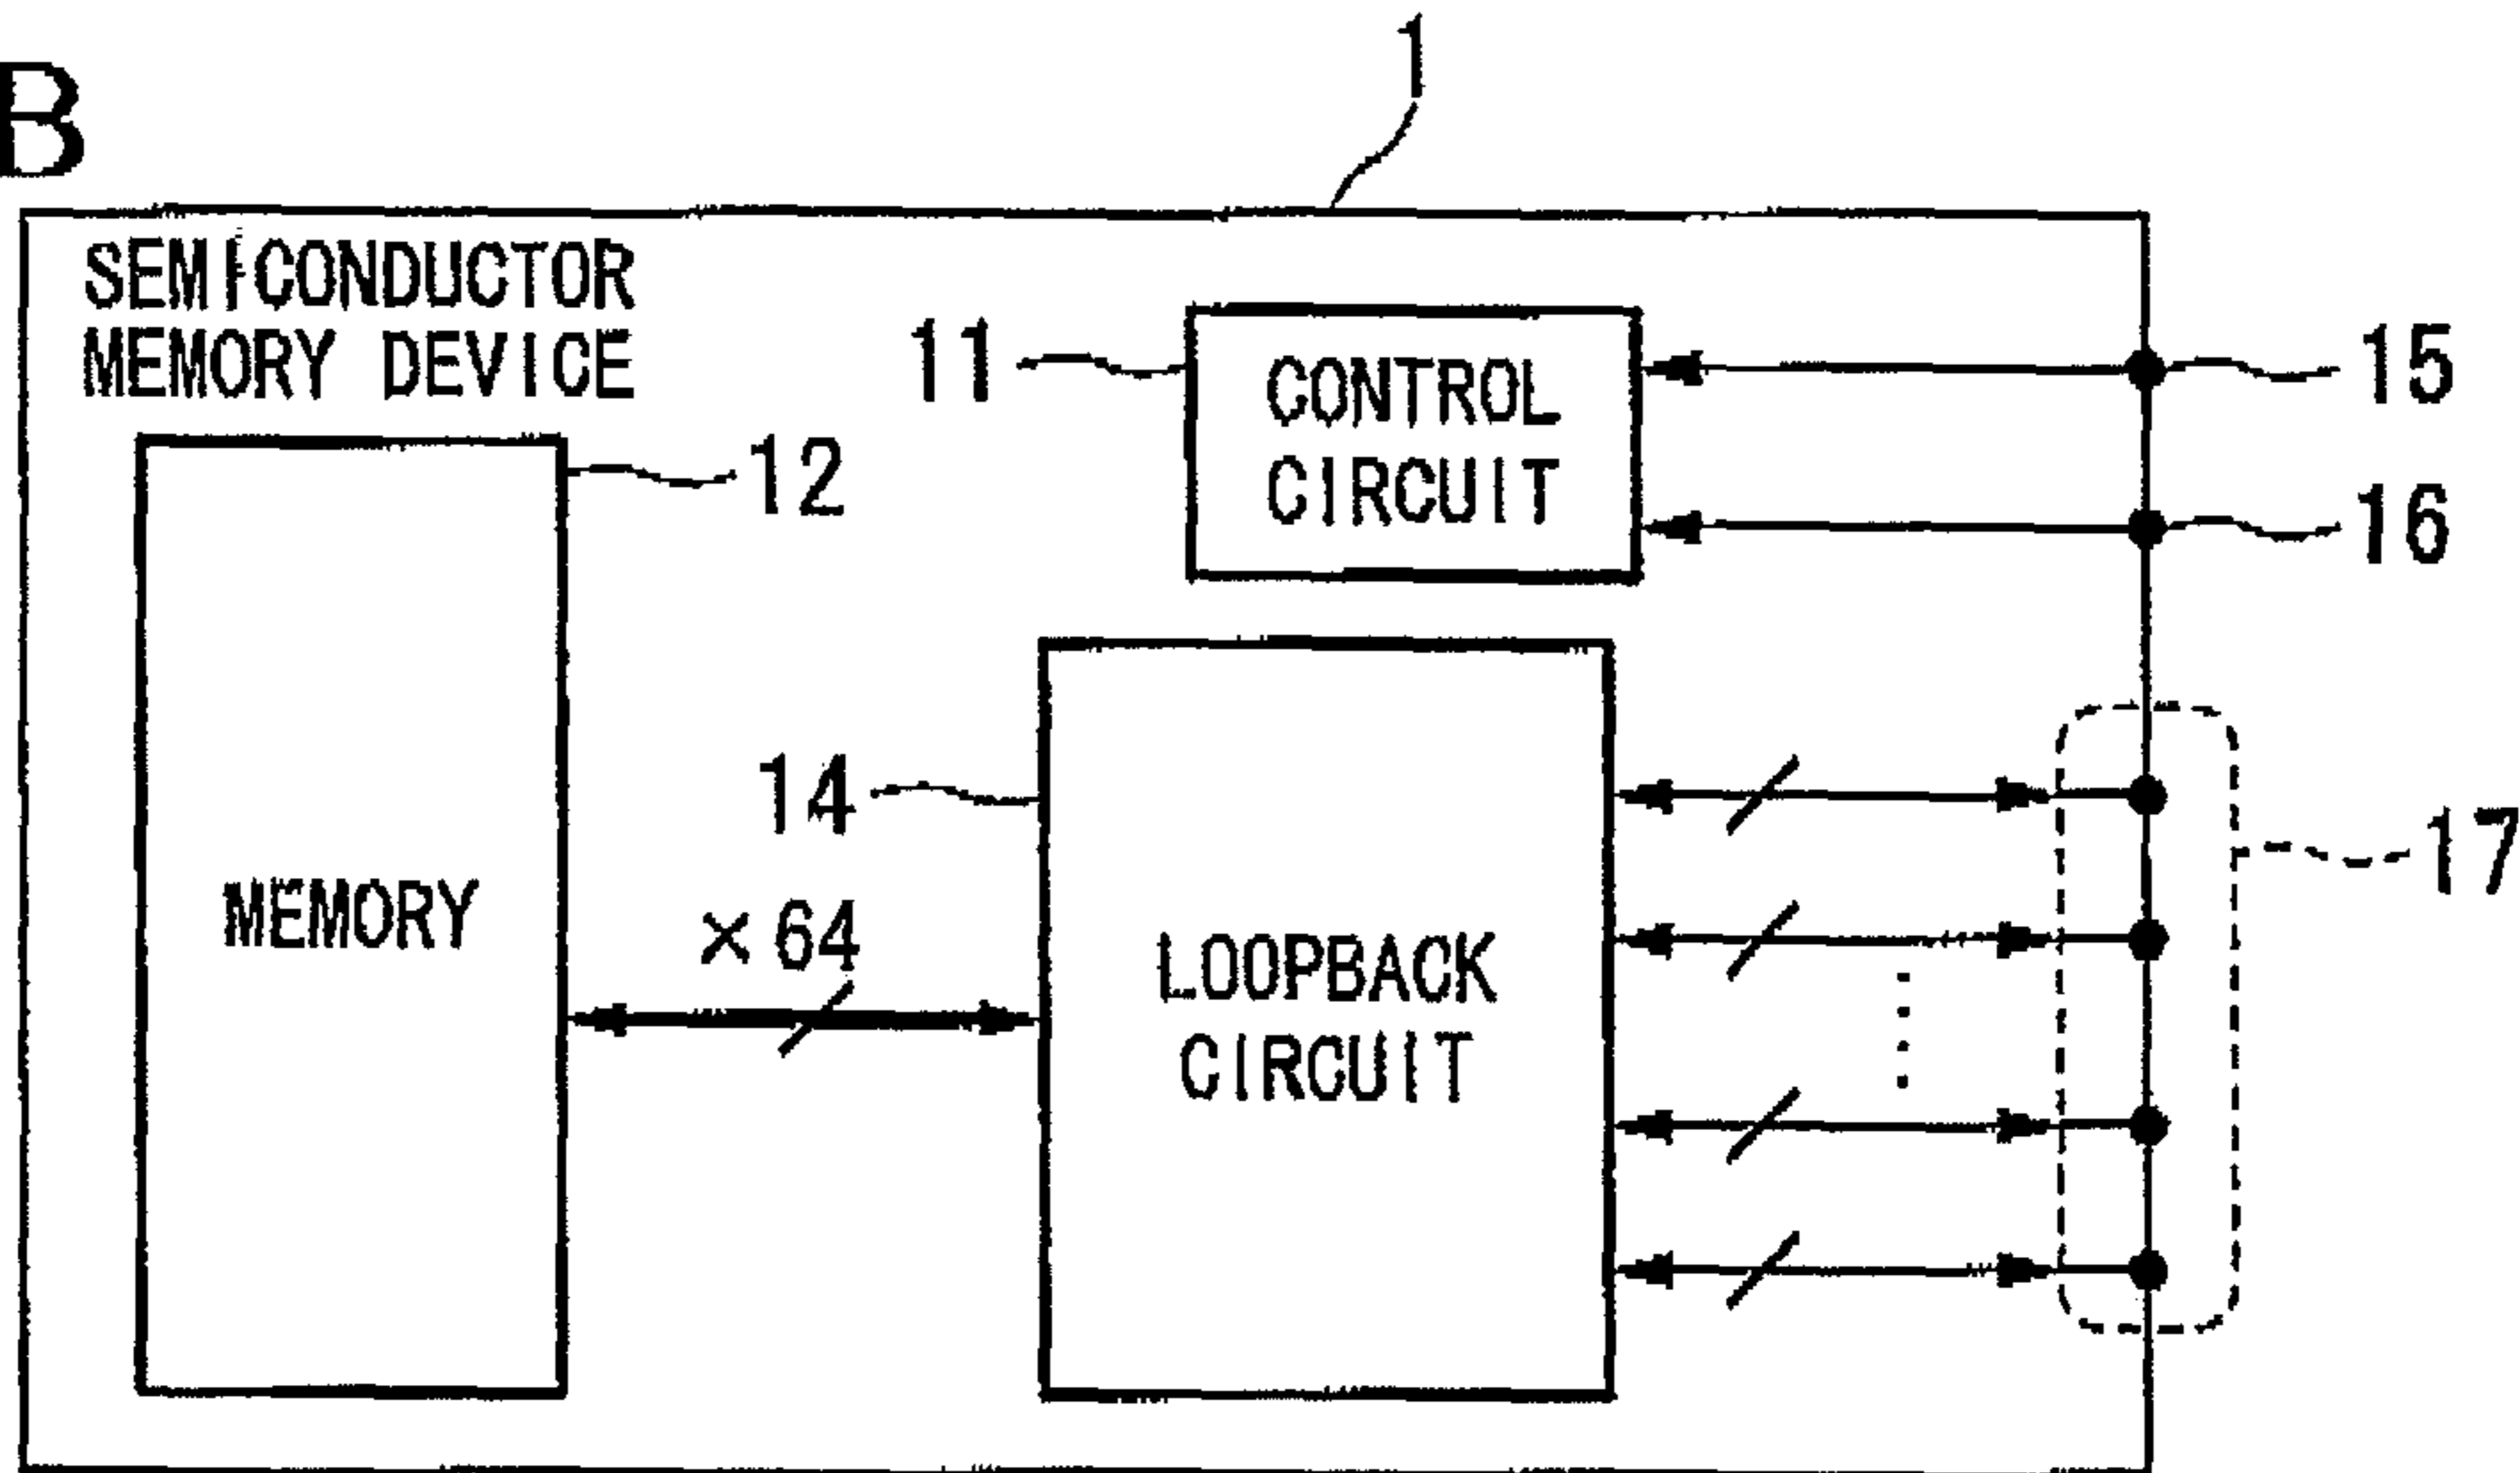 B
1
SEMICONDUCTOR
MEMORY DEVICE
11
CONTROL
CIRCUIT
15
16
12
MEMORY
×64
14
LOOPBACK
CIRCUIT
17